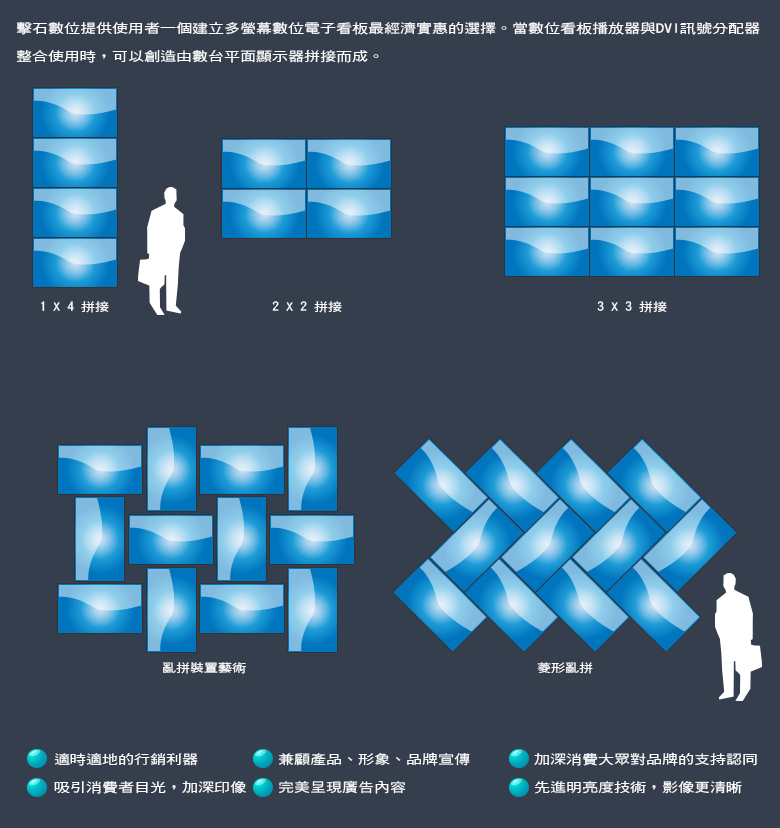 擊石數位提供使用者一個建立多螢幕數位電子看板最經濟實惠的選擇。當數位看板播放器與DVI訊號分配器
整合使用時，可以創造由數台平面顯示器拼接而成。
1 X 4 拼接
2 X 2 拼接
3 X 3 拼接
亂拼裝置藝術
菱形亂拼
適時適地的行銷利器
兼顧產品、形象、品牌宣傳
加深消費大眾對品牌的支持認同
吸引消費者目光，加深印像
完美呈現廣告內容
先進明亮度技術，影像更清晰